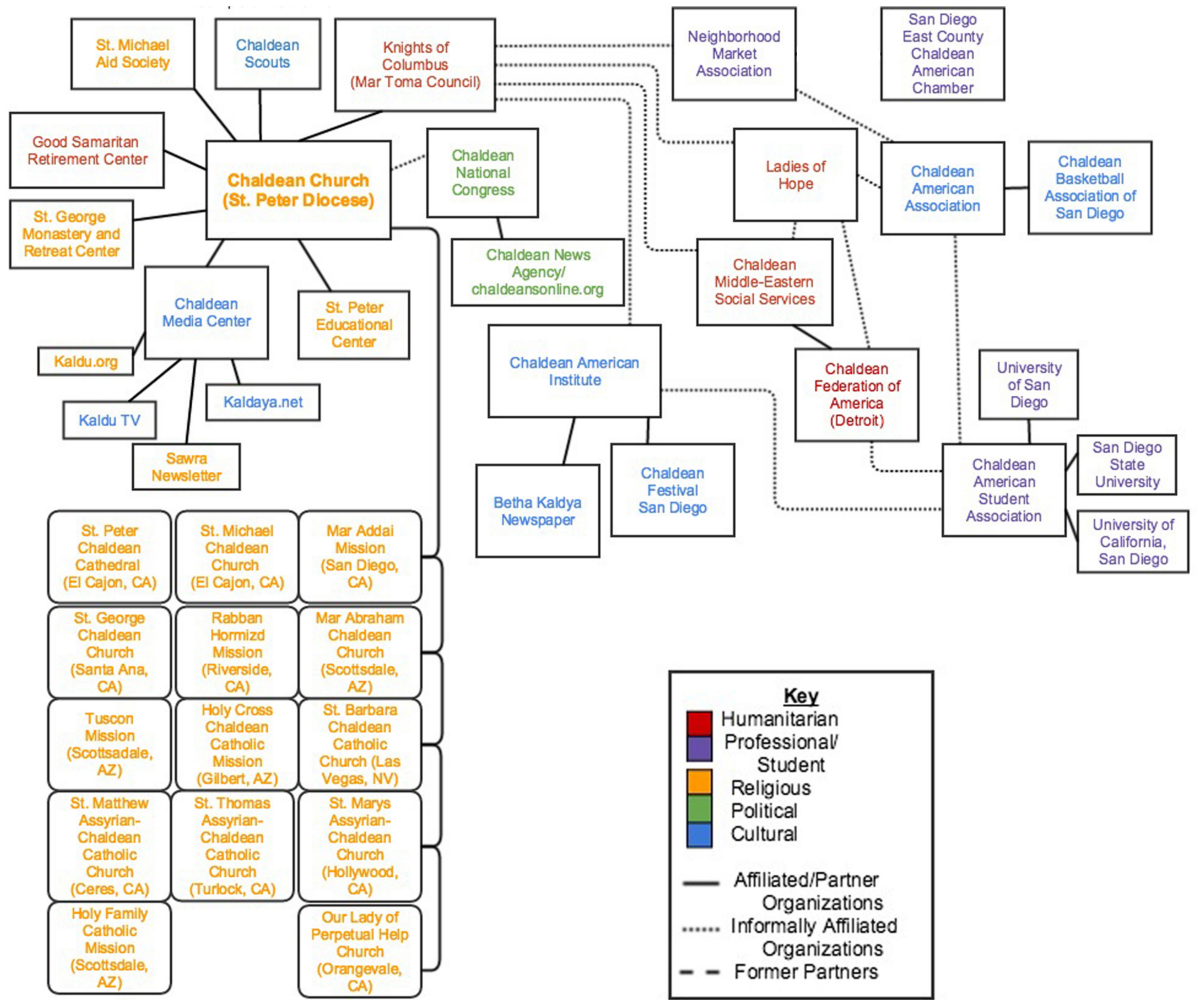 St. Michael
Aid Society
Chaldean
Scouts
Knights of
Columbus
(Mar Toma Council)
Neighborhood
Market
Association
San Diego
East County
Chaldean
American
Chamber
Good Samaritan
Retirement Center
Chaldean Church
(St. Peter Diocese)
Chaldean
National
Congress
Ladies of
Hope
Chaldean
American
Association
Chaldean
Basketball
Association of
San Diego
St. George
Monastery and
Retreat Center
Chaldean News
Agency/
chaldeansonline.org
Chaldean
Middle-Eastern
Social Services
Chaldean
Media Center
St. Peter
Educational
Center
Chaldean American
Institute
Chaldean
Federation of
America
(Detroit)
University
of San
Diego
Kaldu.org
Kaldu TV
Kaldaya.net
Sawra
Newsletter
Betha Kaldya
Newspaper
Chaldean
Festival
San Diego
Chaldean
American
Student
Association
San Diego
State
University
University of
California,
San Diego
St. Peter
Chaldean
Cathedral
(El Cajon, CA)
St. Michael
Chaldean
Church
(El Cajon, CA)
Mar Addai
Mission
(San Diego,
CA)
St. George
Chaldean
Church
(Santa Ana,
CA)
Rabban
Hormizd
Mission
(Riverside,
CA)
Mar Abraham
Chaldean
Church
(Scottsdale,
AZ)
Tuscon
Mission
(Scottsadale,
AZ)
Holy Cross
Chaldean
Catholic
Mission
(Gilbert, AZ)
St. Barbara
Chaldean
Catholic
Church (Las
Vegas, NV)
St. Matthew
Assyrian-
Chaldean
Catholic
Church
(Ceres, CA)
St. Thomas
Assyrian-
Chaldean
Catholic
Church
(Turlock, CA)
St. Marys
Assyrian-
Chaldean
Church
(Hollywood,
CA)
Holy Family
Catholic
Mission
(Scottsdale,
AZ)
Our Lady of
Perpetual Help
Church
(Orangevale,
CA)
Key
Humanitarian
Professional/
Student
Religious
Political
Cultural
Affiliated/Partner
Organizations
Informally Affiliated
Organizations
Former Partners